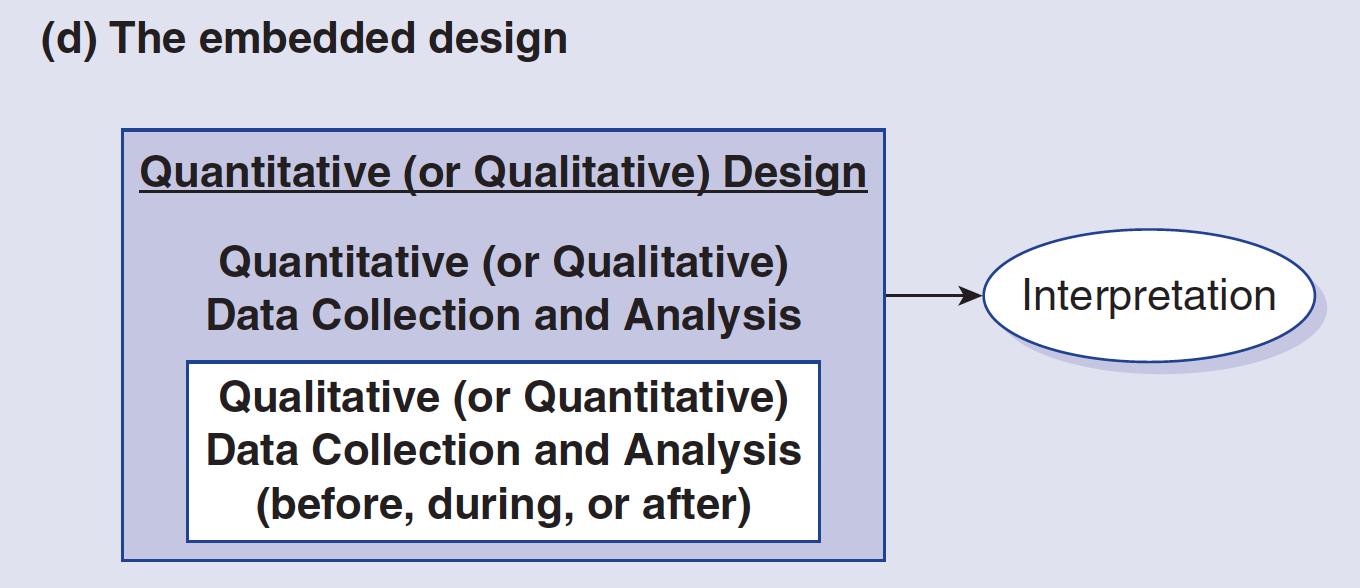 (d) The embedded design
Quantitative (or Qualitative) Design
Quantitative (or Qualitative)
Data Collection and Analysis
Qualitative (or Quantitative)
Data Collection and Analysis
(before, during, or after)
Interpretation